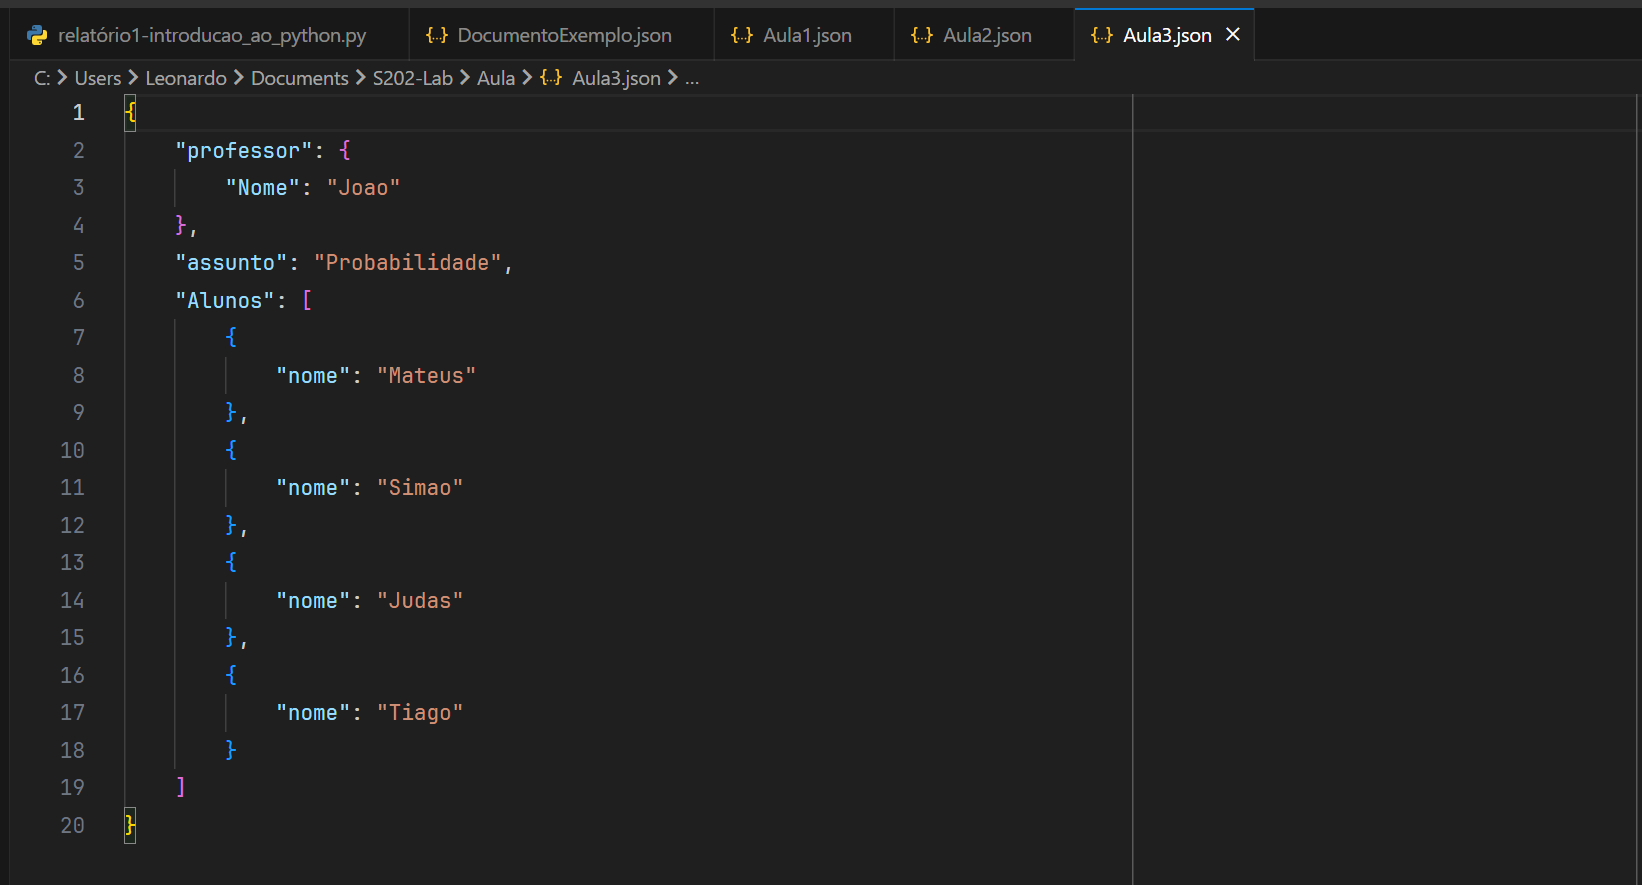 relatório1-introducao_ao_python.py {..} DocumentoExemplo.json {..} Aula1.json {..} Aula2.json {..} Aula3.json ×
C: > Users > Leonardo > Documents > S202-Lab > Aula > {..} Aula3.json > ...
1 {
2     "professor": {
3         "Nome": "Joao"
4     },
5     "assunto": "Probabilidade",
6     "Alunos": [
7         {
8             "nome": "Mateus"
9         },
10         {
11             "nome": "Simao"
12         },
13         {
14             "nome": "Judas"
15         },
16         {
17             "nome": "Tiago"
18         }
19     ]
20 }